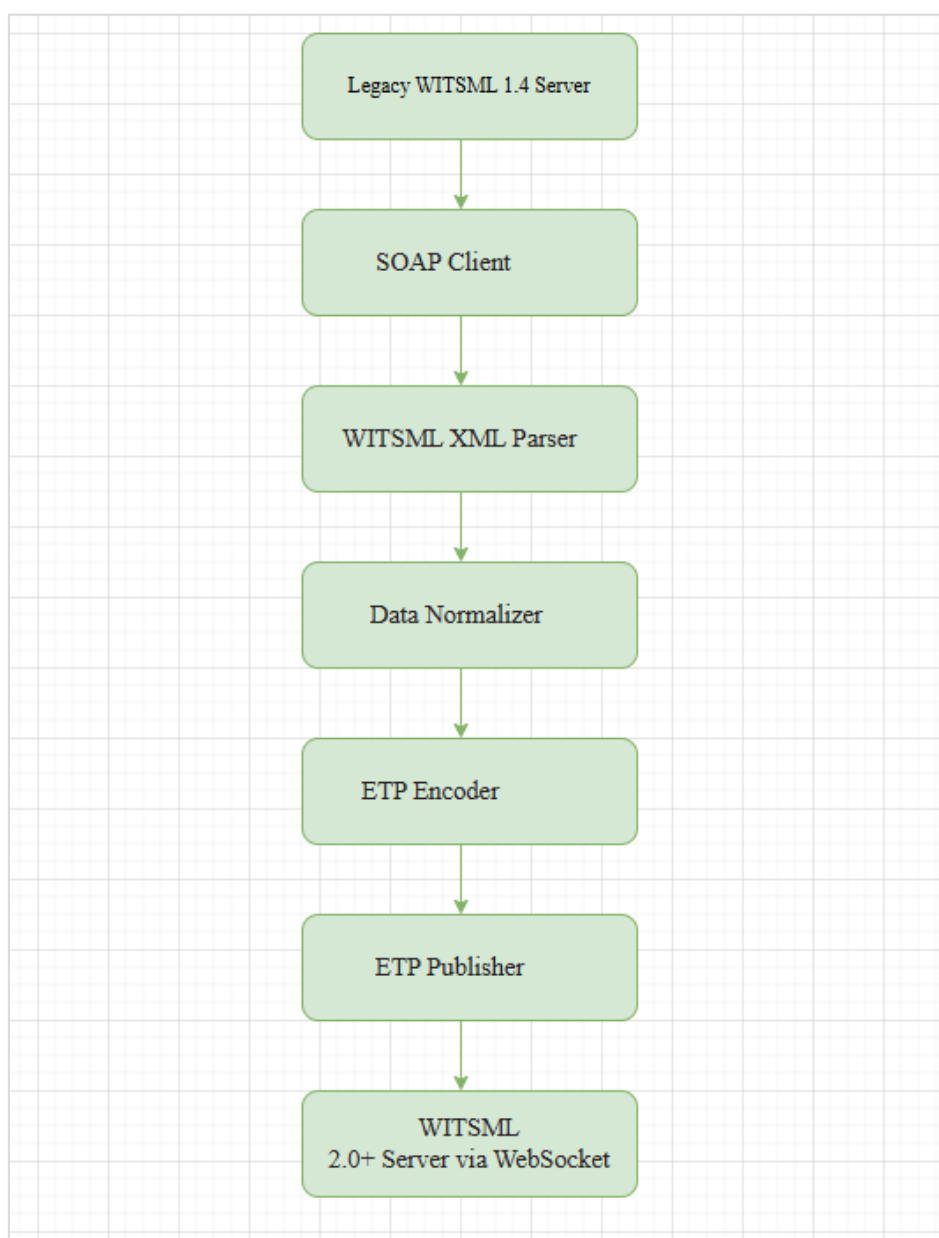 Legacy WITSML 1.4 Server
SOAP Client
WITSML XML Parser
Data Normalizer
ETP Encoder
ETP Publisher
WITSML
2.0+ Server via WebSocket